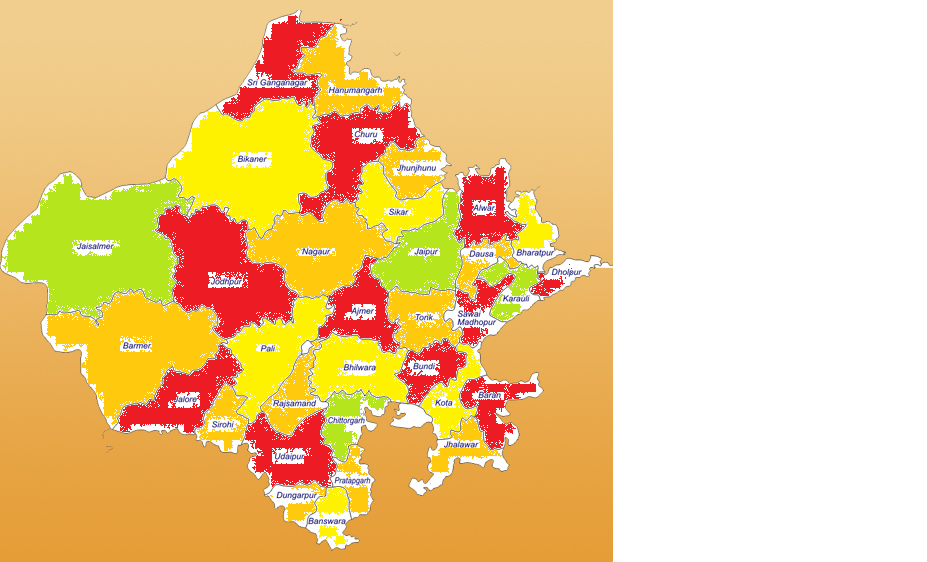 Sri Ganganagar
Hanumangarh
Churu
Bikaner
Jhunjhunu
Sikar
Alwar
Jaisalmer
Nagaur
Jaipur
Dausa
Bharatpur
Dholpur
Jodhpur
Karauli
Ajmer
Tonk
Sawai
Madhopur
Barmer
Pali
Bhilwara
Bundi
Jalore
Rajsamand
Kota
Baran
Sirohi
Chittorgarh
Jhalawar
Udaipur
Pratapgarh
Dungarpur
Banswara